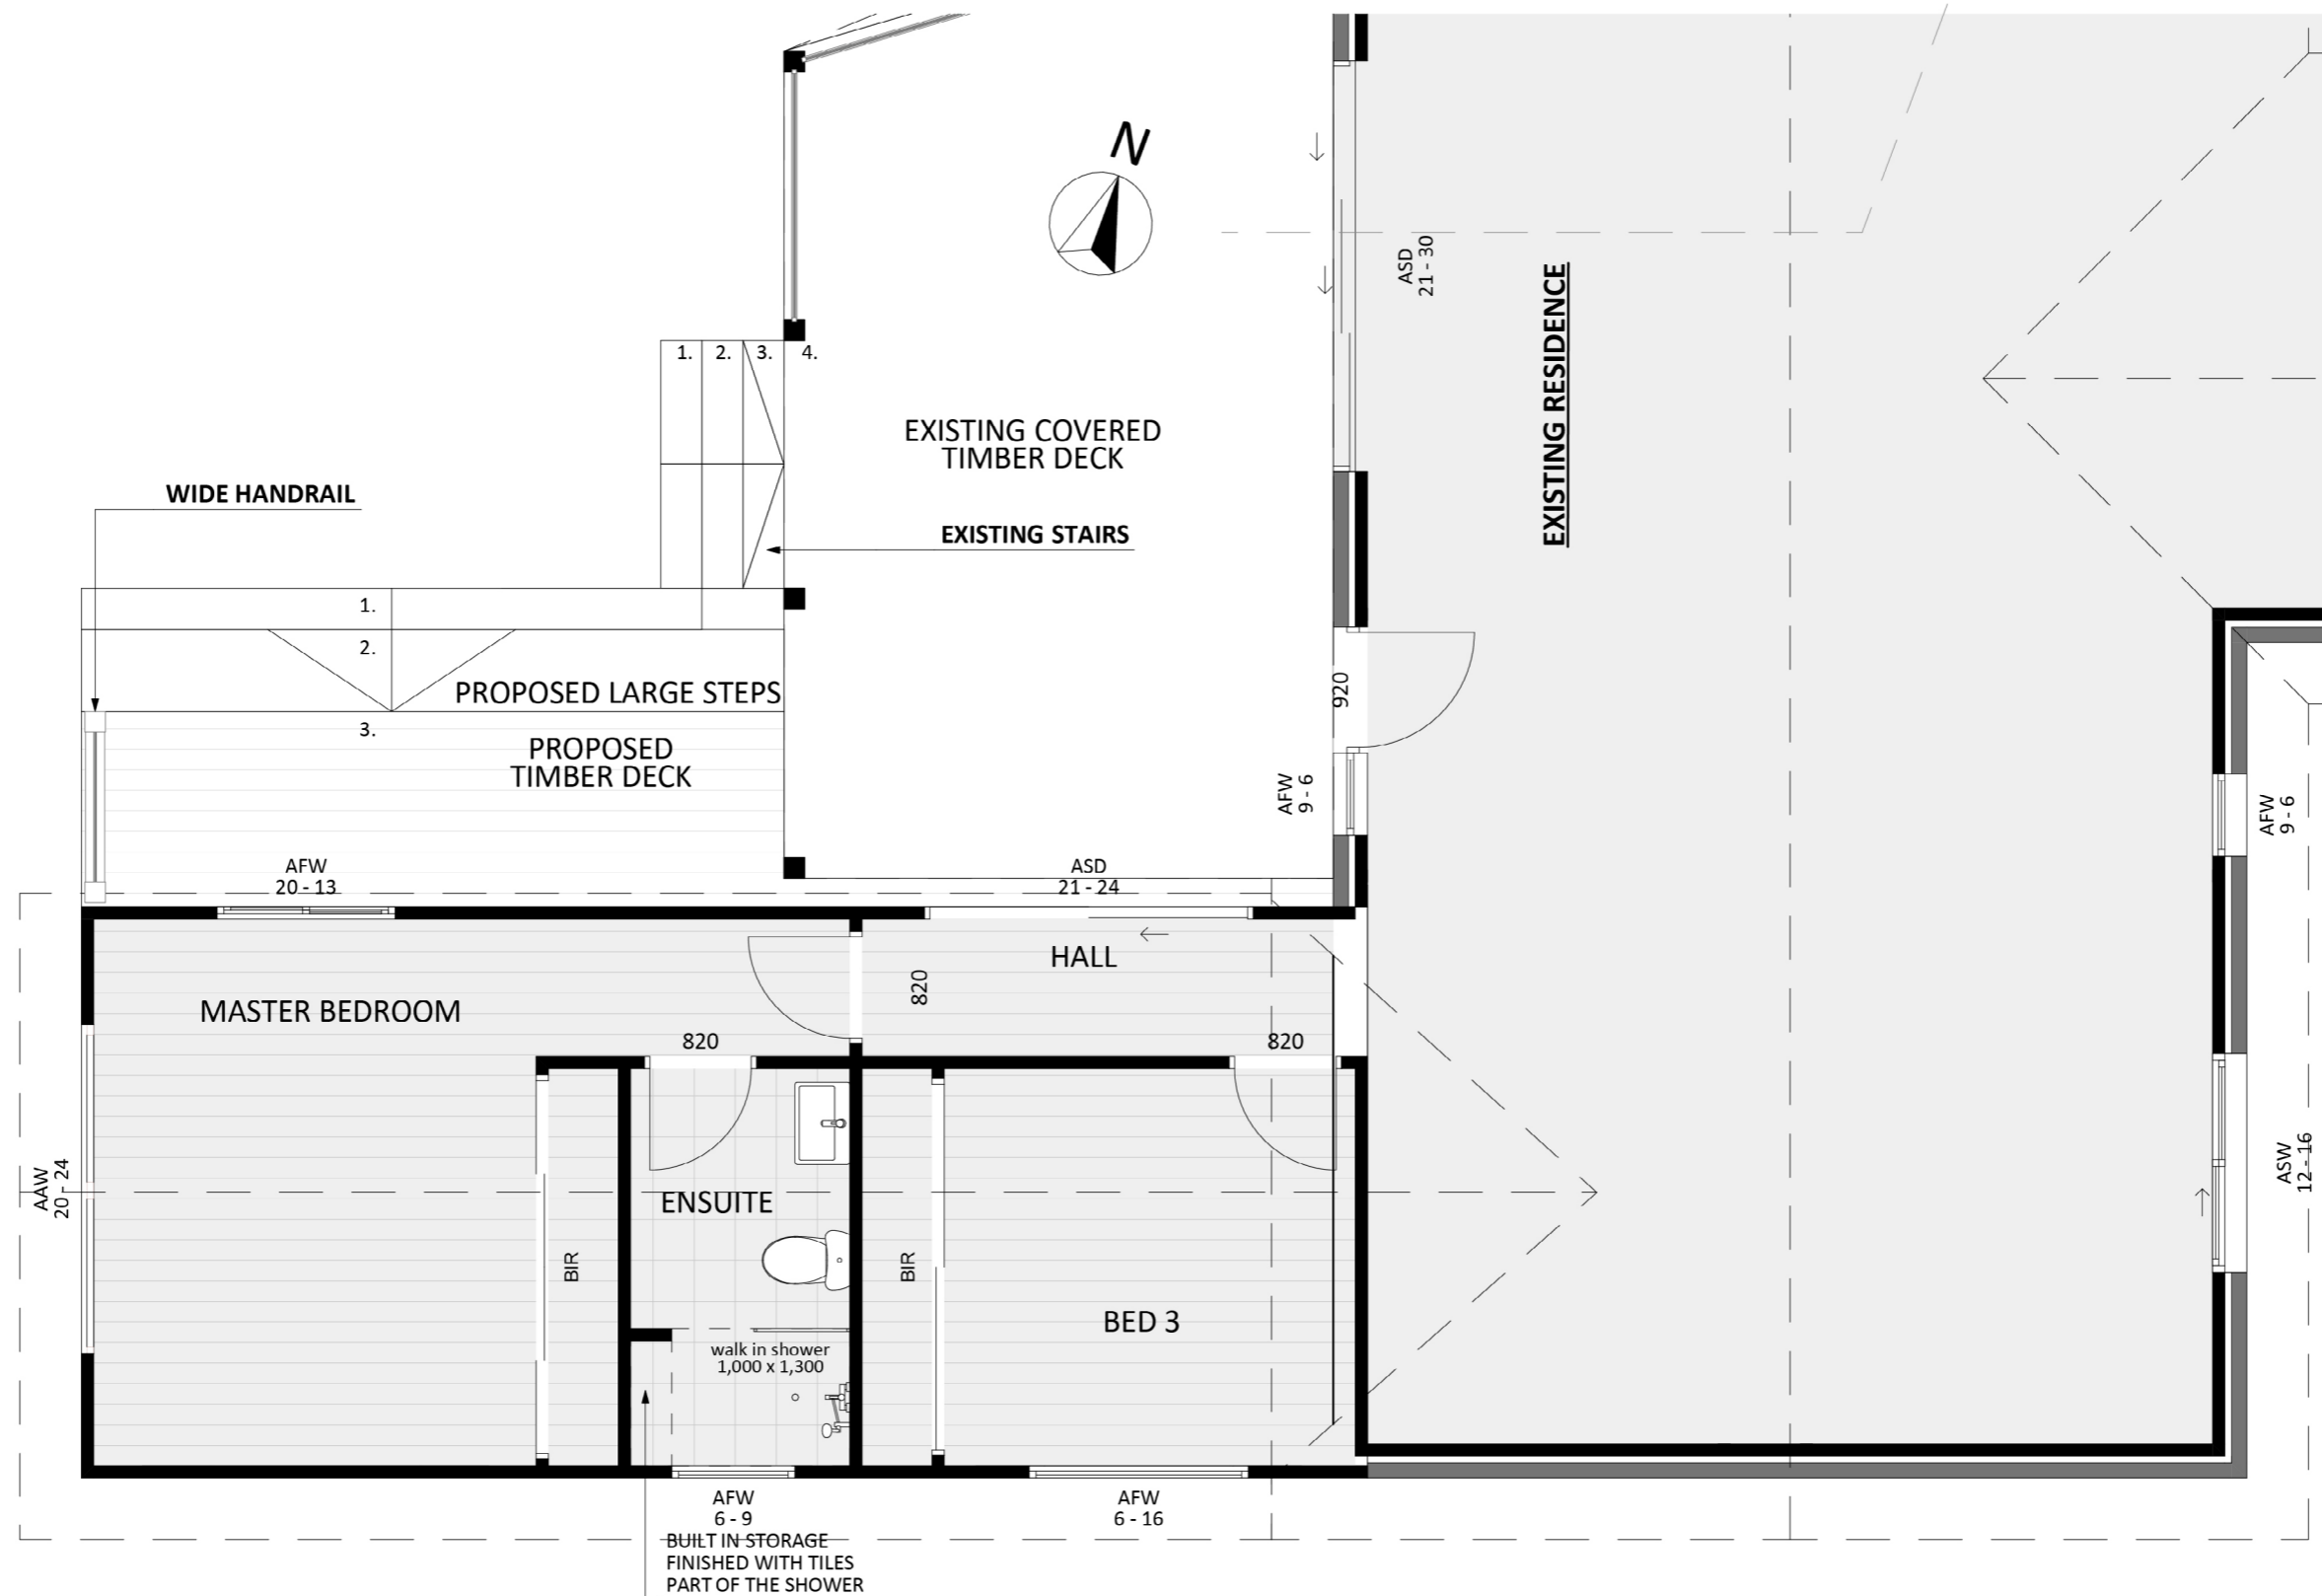 N
ASD
21 - 30
EXISTING RESIDENCE
1.
2.
3.
4.
EXISTING COVERED
TIMBER DECK
WIDE HANDRAIL
EXISTING STAIRS
1.
2.
PROPOSED LARGE STEPS
3.
PROPOSED
TIMBER DECK
920
AFW
9 - 6
AFW
9 - 6
AFW
20 - 13
ASD
21 - 24
HALL
MASTER BEDROOM
820
820
820
AAW
20 - 24
ENSUITE
ASW
12 - 16
BIR
BIR
BED 3
walk in shower
1,000 x 1,300
AFW
6 - 9
AFW
6 - 16
BUILT IN STORAGE
FINISHED WITH TILES
PART OF THE SHOWER